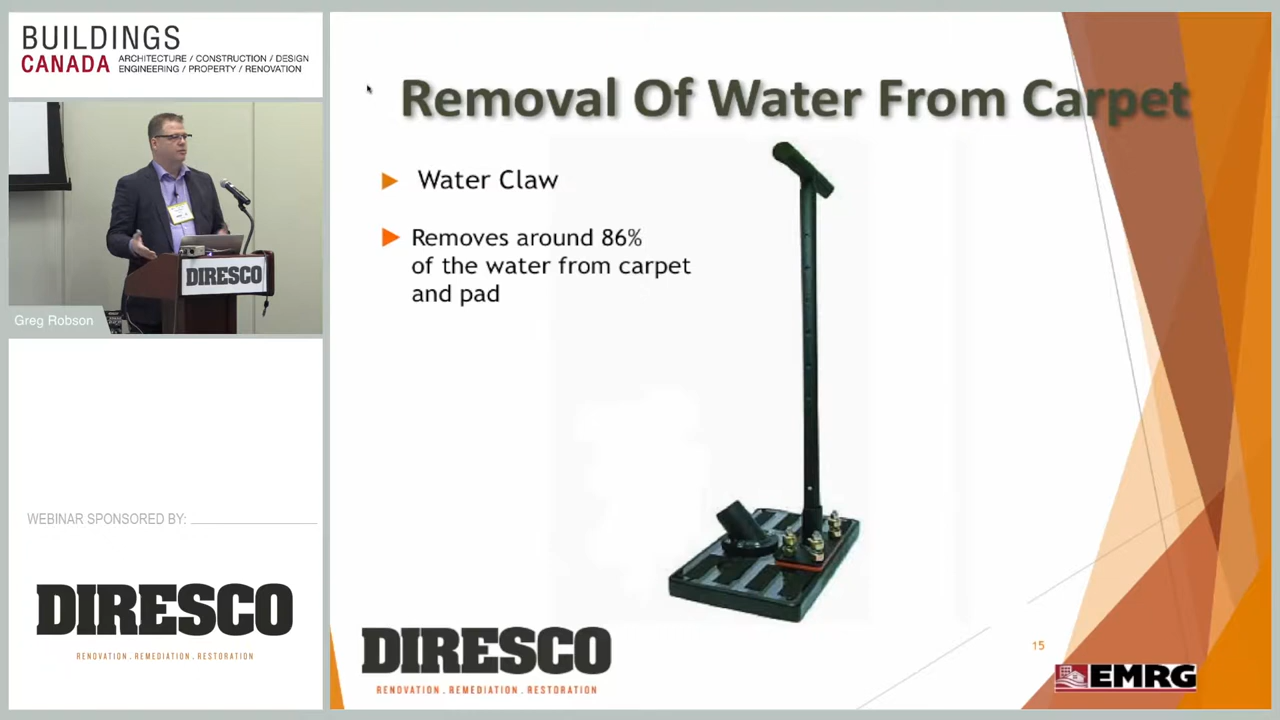 BUILDINGS
CANADA ARCHITECTURE / CONSTRUCTION / DESIGN
ENGINEERING / PROPERTY / RENOVATION
DIRESCO
Greg Robson
WEBINAR SPONSORED BY:
DIRESCO
RENOVATION . REMEDIATION . RESTORATION
Removal Of Water From Carpet
Water Claw
Removes around 86%
of the water from carpet
and pad
DIRESCO
RENOVATION . REMEDIATION . RESTORATION
15
EMRG